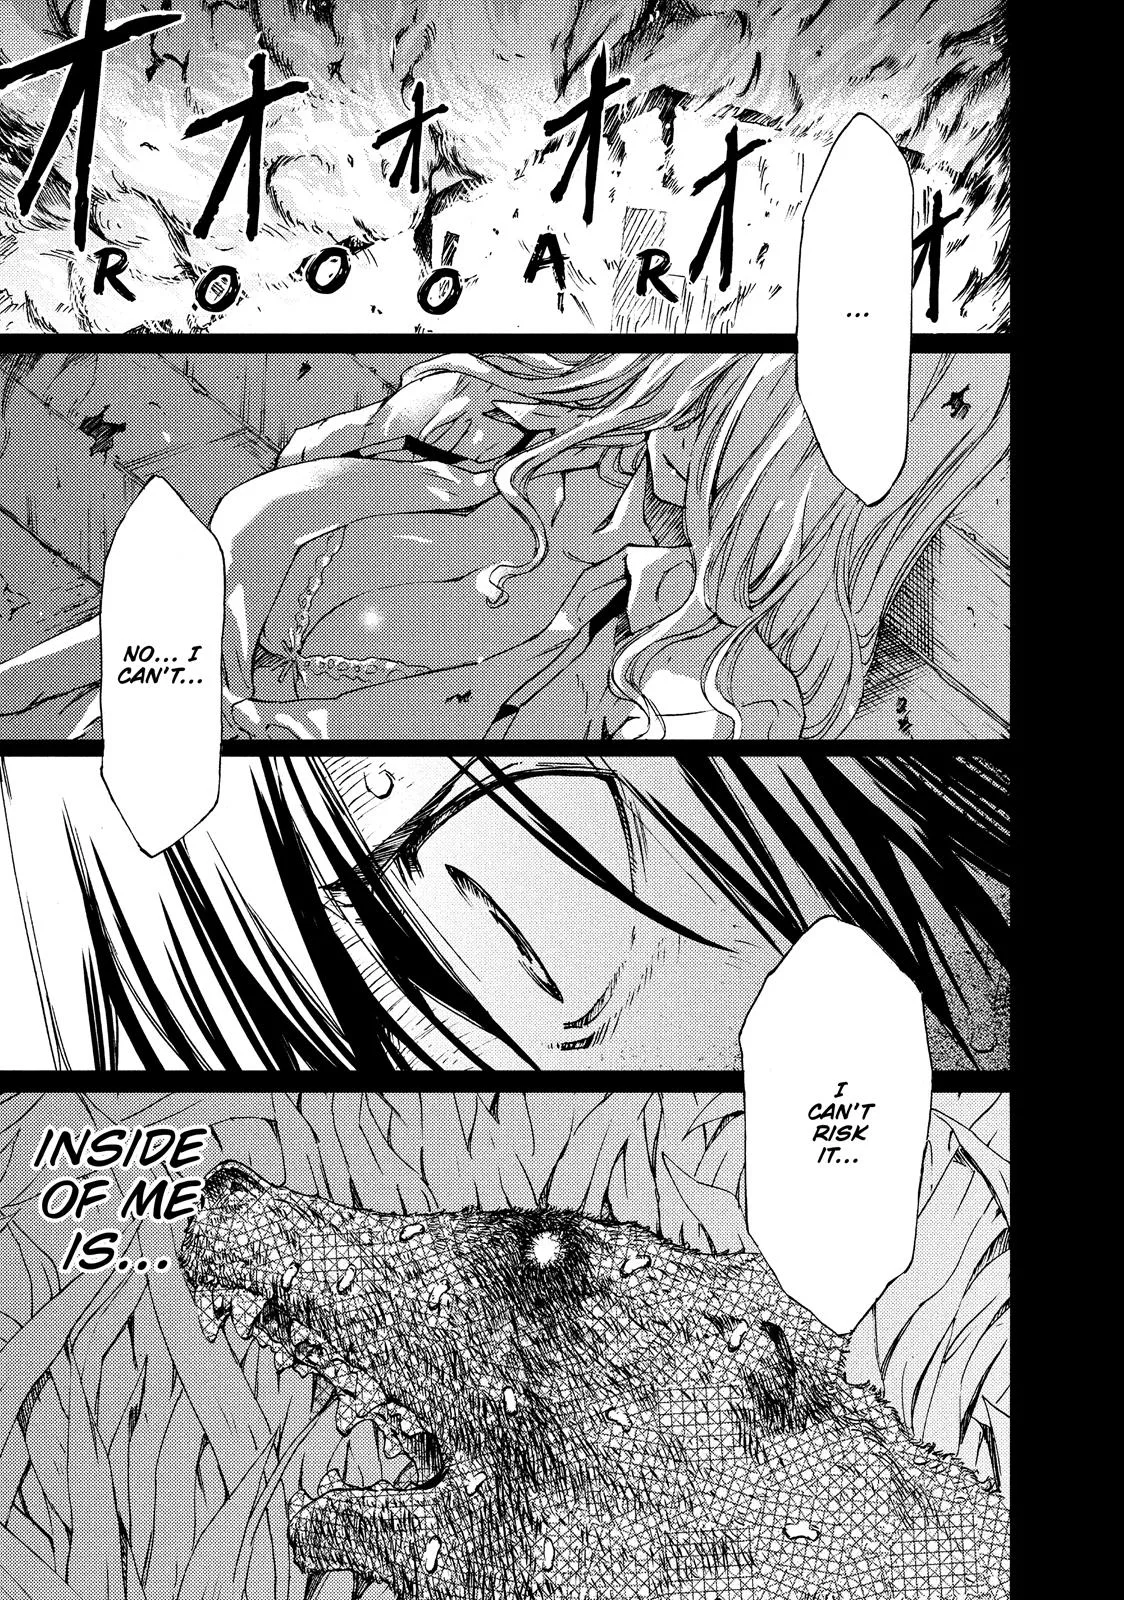 オオオオオオ
ROOOAR
...
NO... I
CAN'T...
I
CAN'T
RISK
IT...
INSIDE
OF ME
IS...